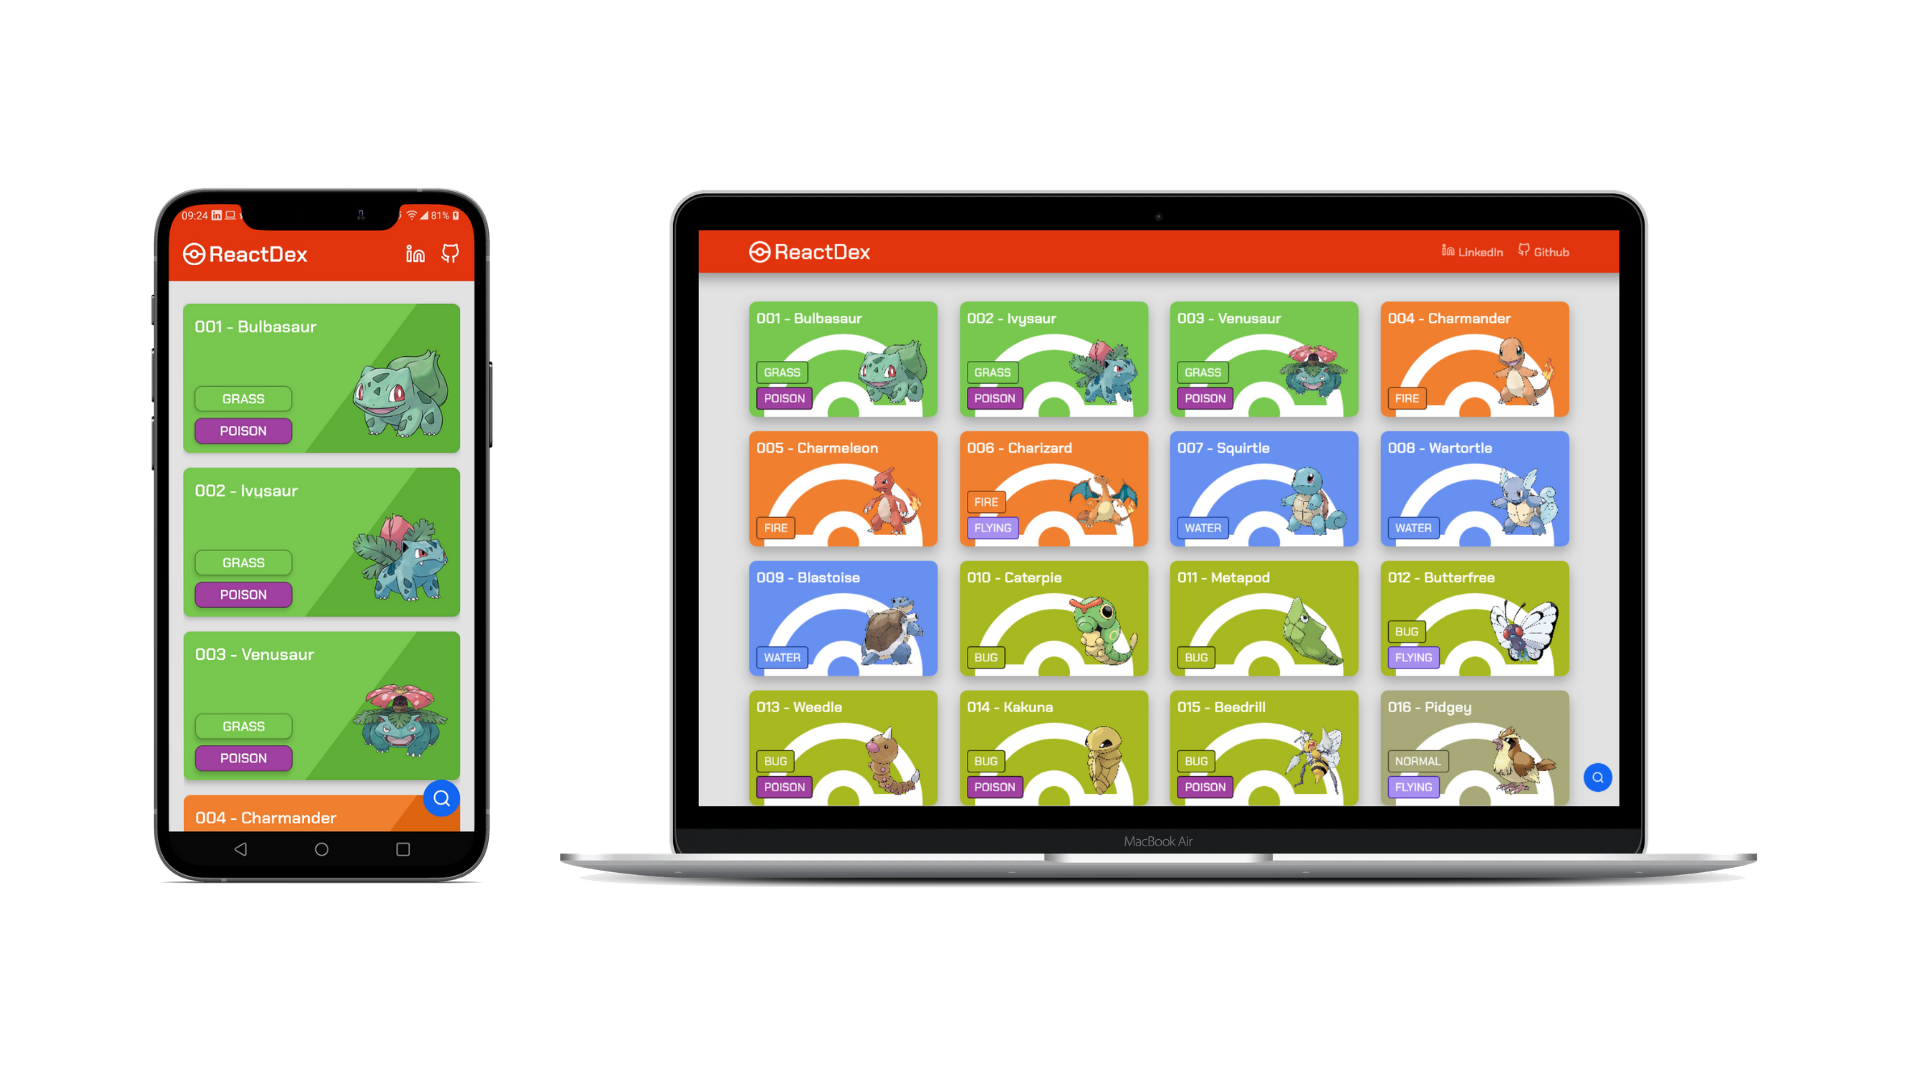 09:24 81%
ReactDex
001 - Bulbasaur
GRASS
POISON
002 - Ivysaur
GRASS
POISON
003 - Venusaur
GRASS
POISON
004 - Charmander
ReactDex LinkedIn Github
001 - Bulbasaur
GRASS
POISON
002 - Ivysaur
GRASS
POISON
003 - Venusaur
GRASS
POISON
004 - Charmander
FIRE
005 - Charmeleon
FIRE
006 - Charizard
FIRE
FLYING
007 - Squirtle
WATER
008 - Wartortle
WATER
009 - Blastoise
WATER
010 - Caterpie
BUG
011 - Metapod
BUG
012 - Butterfree
BUG
FLYING
013 - Weedle
BUG
POISON
014 - Kakuna
BUG
POISON
015 - Beedrill
BUG
POISON
016 - Pidgey
NORMAL
FLYING
MacBook Air